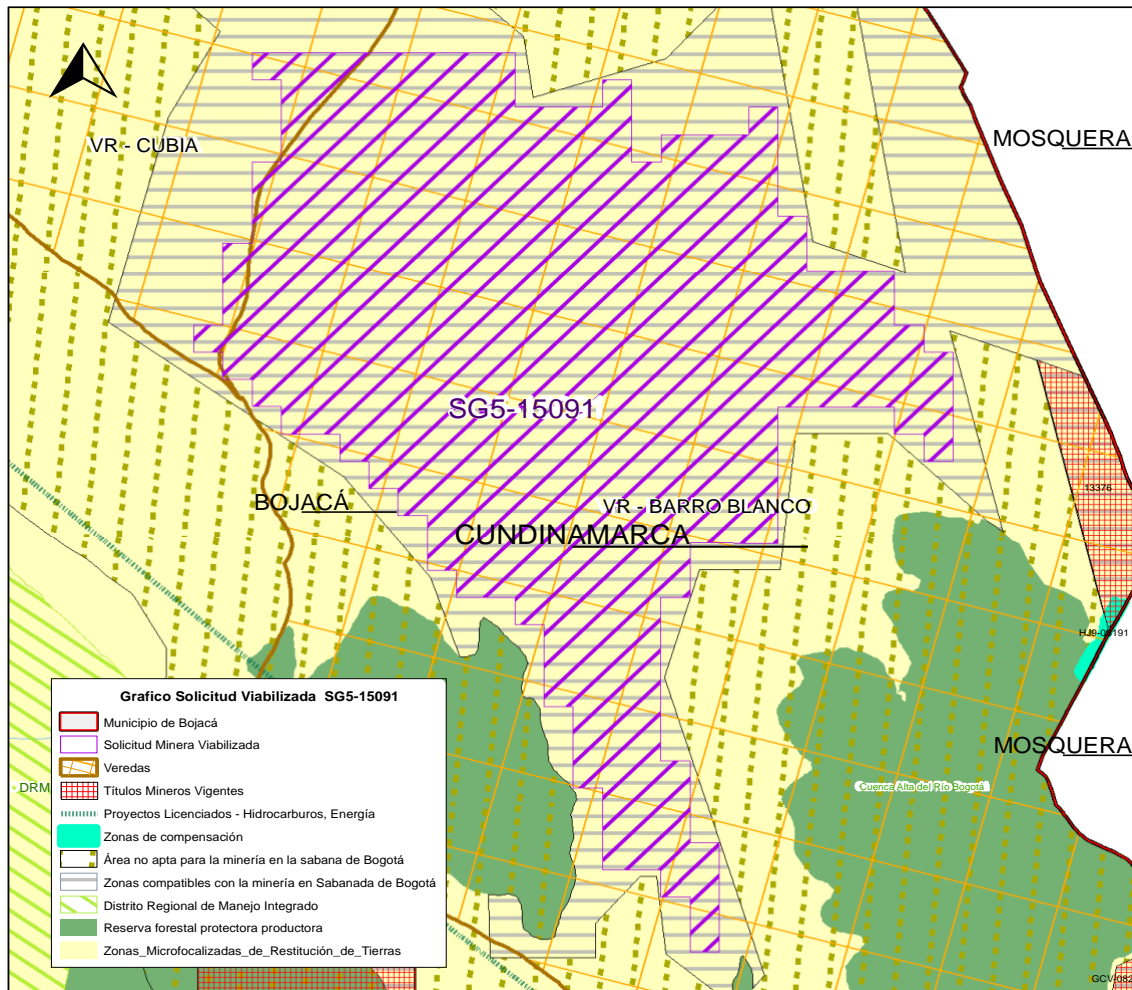 MOSQUERA
VR - CUBIA
SG5-15091
13376
BOJACÁ
VR - BARRO BLANCO
CUNDINAMARCA
MOSQUERA
DRM
Cuenca Alta del Río Bogotá
Grafico Solicitud Viabilizada SG5-15091
Municipio de Bojacá
Solicitud Minera Viabilizada
Veredas
Títulos Mineros Vigentes
Proyectos Licenciados - Hidrocarburos, Energía
Zonas de compensación
Área no apta para la minería en la sabana de Bogotá
Zonas compatibles con la minería en Sabanada de Bogotá
Distrito Regional de Manejo Integrado
Reserva forestal protectora productora
Zonas_Microfocalizadas_de_Restitución_de_Tierras